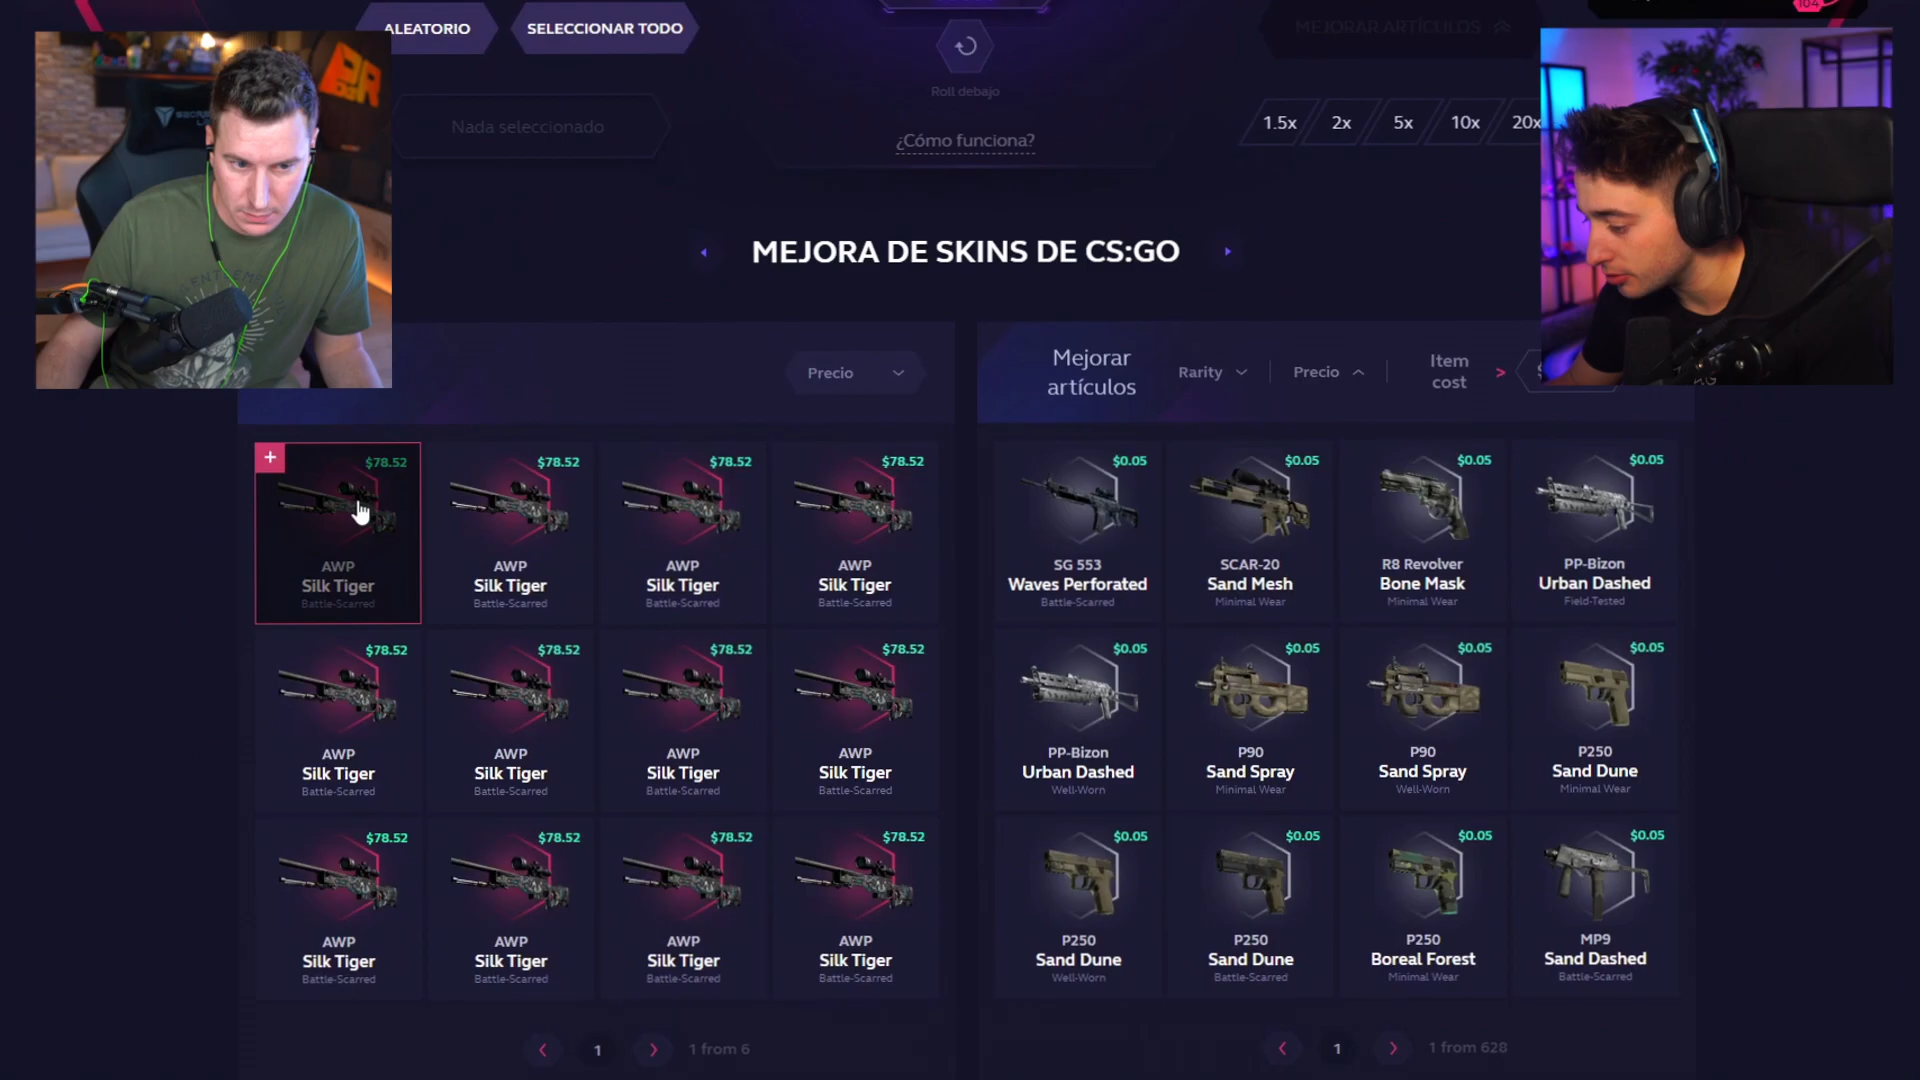 ALEATORIO
SELECCIONAR TODO
MEJORAR ARTÍCULOS
104
Roll debajo
Nada seleccionado
¿Cómo funciona?
1.5x
2x
5x
10x
20x
MEJORA DE SKINS DE CS:GO
Precio
Mejorar
artículos
Rarity
Precio
Item
cost
>
+
$78.52
AWP
Silk Tiger
Battle-Scarred
$78.52
AWP
Silk Tiger
Battle-Scarred
$78.52
AWP
Silk Tiger
Battle-Scarred
$78.52
AWP
Silk Tiger
Battle-Scarred
$78.52
AWP
Silk Tiger
Battle-Scarred
$78.52
AWP
Silk Tiger
Battle-Scarred
$78.52
AWP
Silk Tiger
Battle-Scarred
$78.52
AWP
Silk Tiger
Battle-Scarred
$78.52
AWP
Silk Tiger
Battle-Scarred
$78.52
AWP
Silk Tiger
Battle-Scarred
$78.52
AWP
Silk Tiger
Battle-Scarred
$78.52
AWP
Silk Tiger
Battle-Scarred
1
1 from 6
$0.05
SG 553
Waves Perforated
Battle-Scarred
$0.05
SCAR-20
Sand Mesh
Minimal Wear
$0.05
R8 Revolver
Bone Mask
Minimal Wear
$0.05
PP-Bizon
Urban Dashed
Field-Tested
$0.05
PP-Bizon
Urban Dashed
Well-Worn
$0.05
P90
Sand Spray
Minimal Wear
$0.05
P90
Sand Spray
Well-Worn
$0.05
P250
Sand Dune
Minimal Wear
$0.05
P250
Sand Dune
Well-Worn
$0.05
P250
Sand Dune
Battle-Scarred
$0.05
P250
Boreal Forest
Minimal Wear
$0.05
MP9
Sand Dashed
Battle-Scarred
1
1 from 628